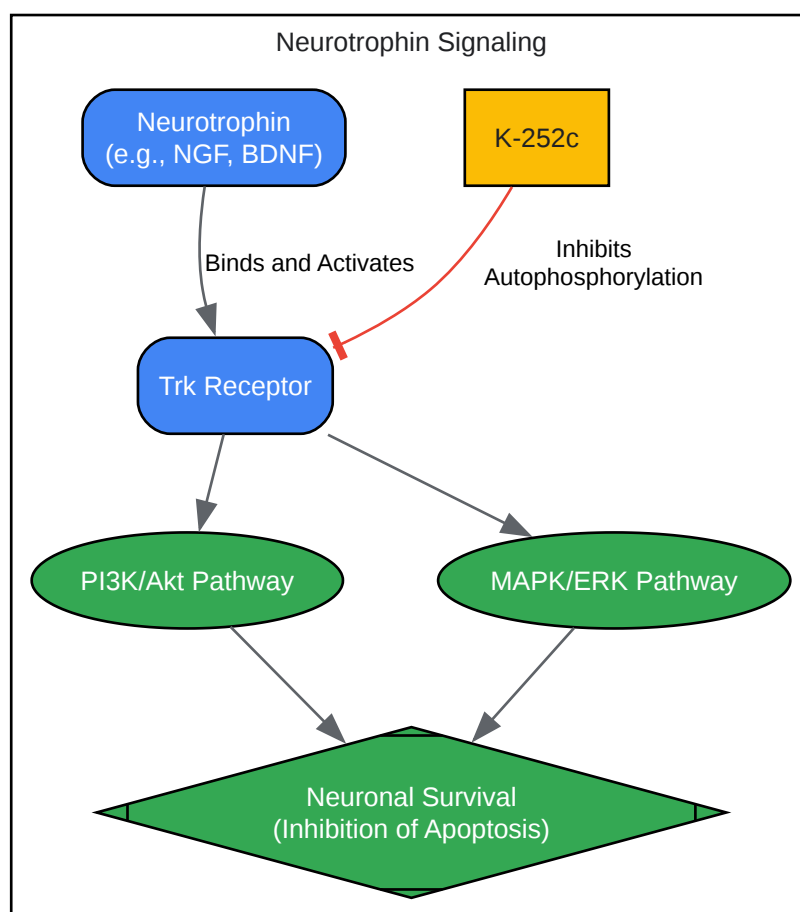 Neurotrophin Signaling
Neurotrophin
(e.g., NGF, BDNF)
K-252c
Binds and Activates
Inhibits
Autophosphorylation
Trk Receptor
PI3K/Akt Pathway
MAPK/ERK Pathway
Neuronal Survival
(Inhibition of Apoptosis)